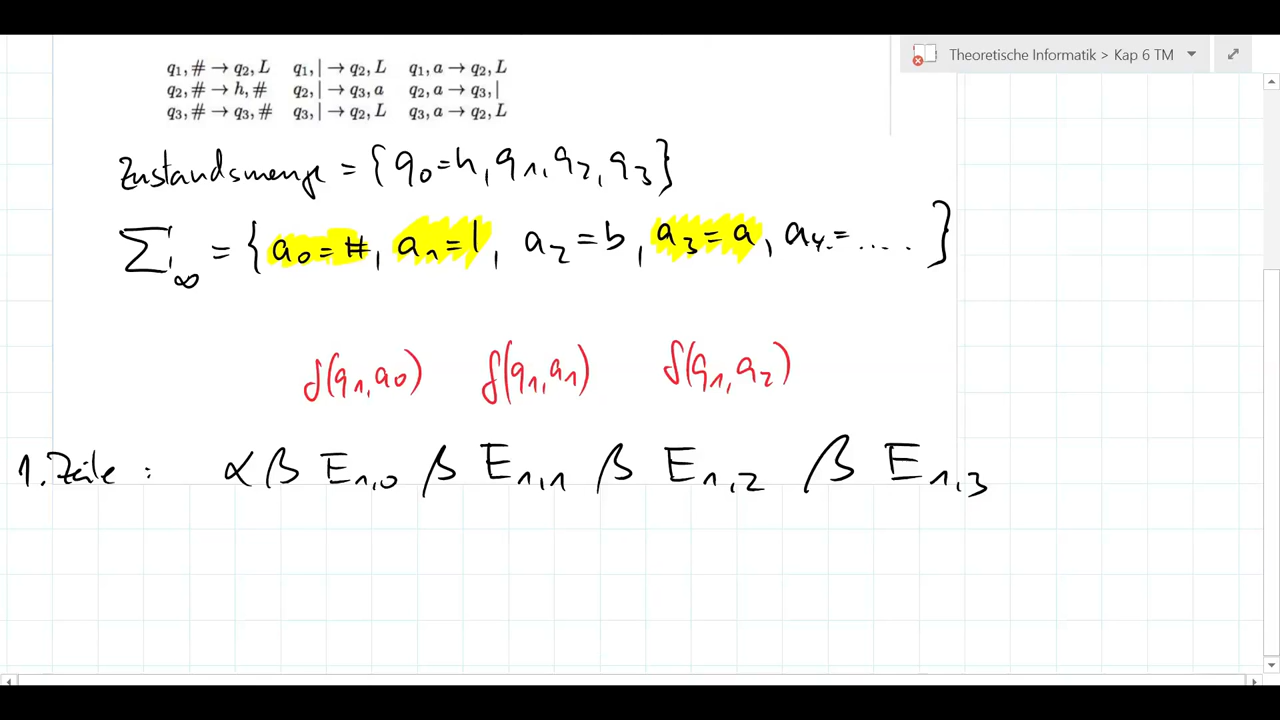 Theoretische Informatik > Kap 6 TM
q₁, # → q₂, L q₁, | → q₂, L q₁, a → q₂, L
q₂, # → h, # q₂, | → q₃, a q₂, a → q₃, |
q₃, # → q₃, # q₃, | → q₂, L q₃, a → q₂, L
Zustandsmenge = {q₀=h, q₁, q₂, q₃}
Σ∞ = {a₀=#, a₁=|, a₂=b, a₃=a, a₄=.....}
δ(q₁,a₀) δ(q₁,a₁) δ(q₁,a₂)
1. Zeile: α β E₁,₀ β E₁,₁ β E₁,₂ β E₁,₃